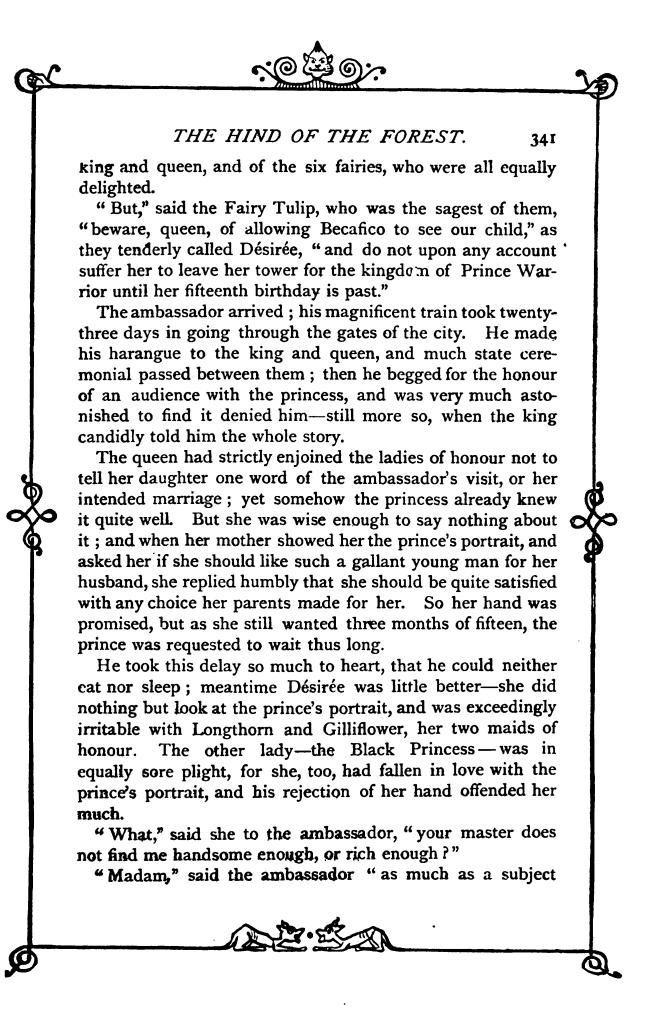 THE HIND OF THE FOREST. 341
king and queen, and of the six fairies, who were all equally
delighted.
" But," said the Fairy Tulip, who was the sagest of them,
"beware, queen, of allowing Becafico to see our child," as
they tenderly called Désirée, "and do not upon any account
suffer her to leave her tower for the kingdom of Prince War-
rior until her fifteenth birthday is past."
The ambassador arrived ; his magnificent train took twenty-
three days in going through the gates of the city. He made
his harangue to the king and queen, and much state cere-
monial passed between them ; then he begged for the honour
of an audience with the princess, and was very much asto-
nished to find it denied him—still more so, when the king
candidly told him the whole story.
The queen had strictly enjoined the ladies of honour not to
tell her daughter one word of the ambassador's visit, or her
intended marriage ; yet somehow the princess already knew
it quite well. But she was wise enough to say nothing about
it ; and when her mother showed her the prince's portrait, and
asked her if she should like such a gallant young man for her
husband, she replied humbly that she should be quite satisfied
with any choice her parents made for her. So her hand was
promised, but as she still wanted three months of fifteen, the
prince was requested to wait thus long.
He took this delay so much to heart, that he could neither
eat nor sleep ; meantime Désirée was little better—she did
nothing but look at the prince's portrait, and was exceedingly
irritable with Longthorn and Gilliflower, her two maids of
honour. The other lady—the Black Princess—was in
equally sore plight, for she, too, had fallen in love with the
prince's portrait, and his rejection of her hand offended her
much.
" What," said she to the ambassador, " your master does
not find me handsome enough, or rich enough ? "
" Madam," said the ambassador " as much as a subject